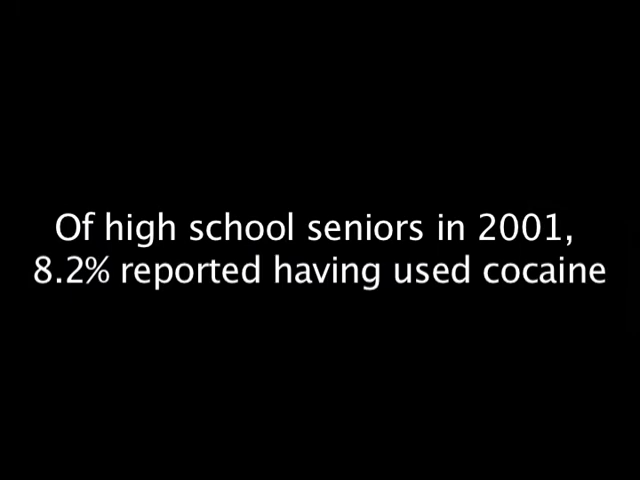 Of high school seniors in 2001,
8.2% reported having used cocaine